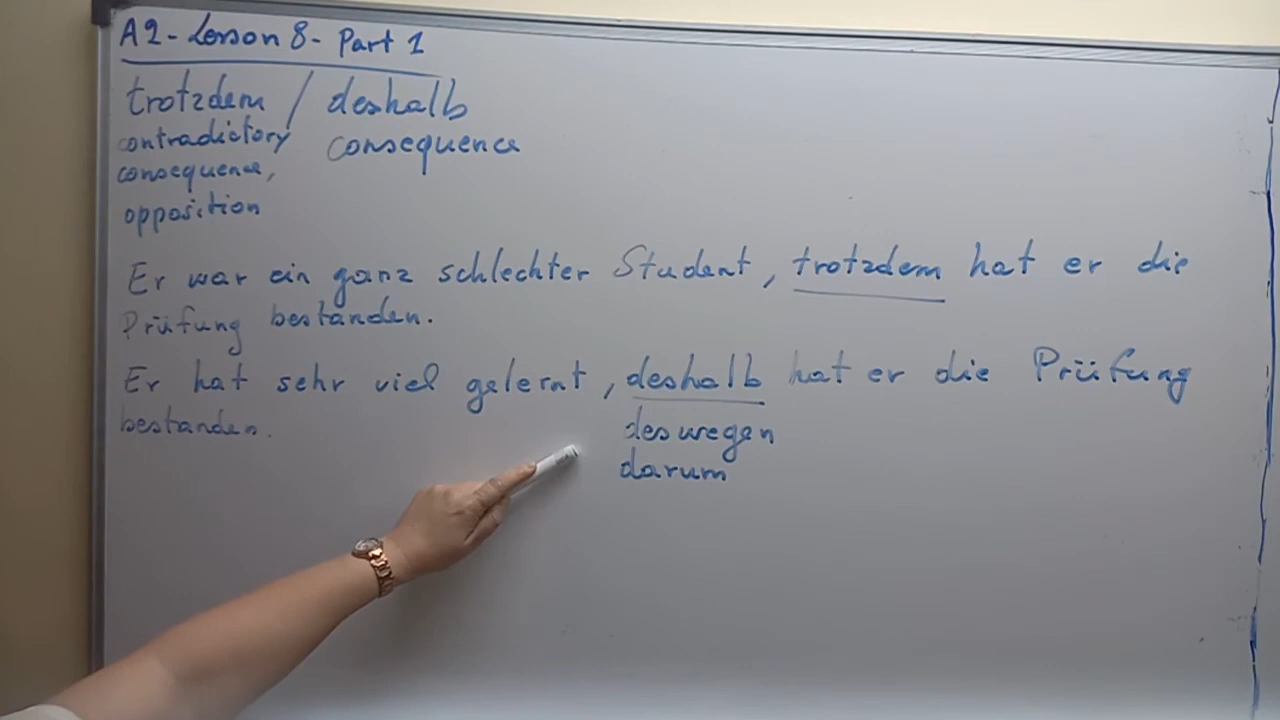 A2 - Lesson 8 - Part 1
trotzdem / deshalb
contradictory consequence
consequence,
opposition
Er war ein ganz schlechter Student, trotzdem hat er die
Prüfung bestanden.
Er hat sehr viel gelernt, deshalb hat er die Prüfung
bestanden.
deswegen
darum